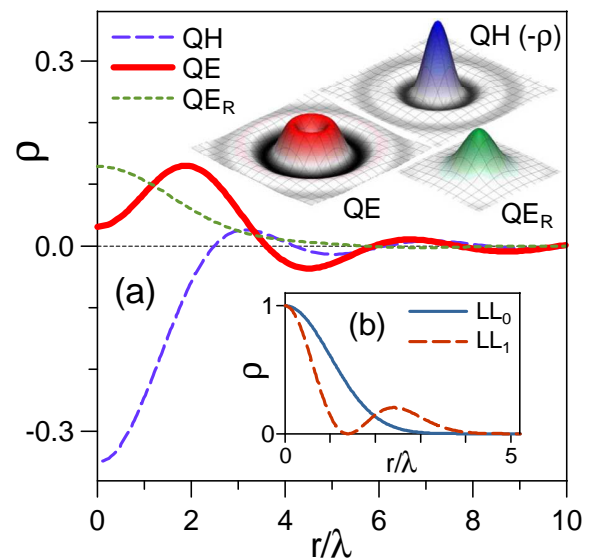 QH
QE
QE_R
QH (-ρ)
QE
QE_R
0.3
0.0
-0.3
ρ
(a)
(b)
LL_0
LL_1
1
0
ρ
0
5
r/λ
0
2
4
6
8
10
r/λ